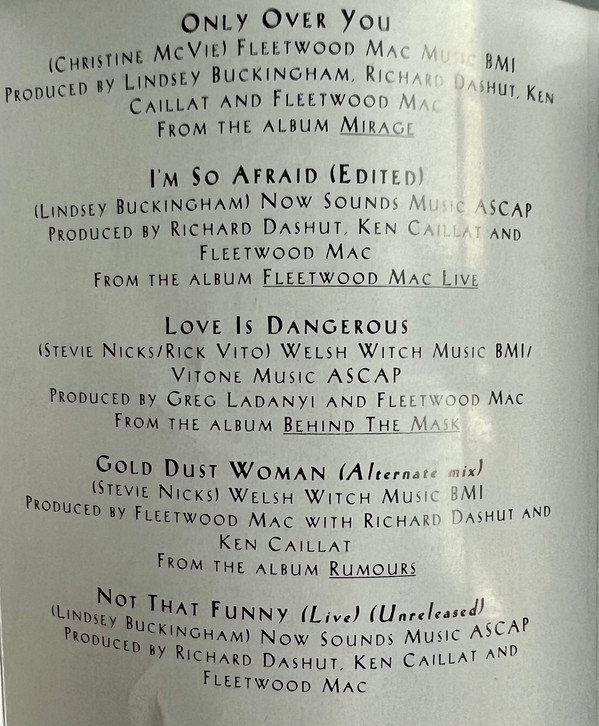 ONLY OVER YOU
(CHRISTINE MCVIE) FLEETWOOD MAC MUSIC BMI
PRODUCED BY LINDSEY BUCKINGHAM, RICHARD DASHUT, KEN
CAILLAT AND FLEETWOOD MAC
FROM THE ALBUM MIRAGE
I'M SO AFRAID (EDITED)
(LINDSEY BUCKINGHAM) NOW SOUNDS MUSIC ASCAP
PRODUCED BY RICHARD DASHUT, KEN CAILLAT AND
FLEETWOOD MAC
FROM THE ALBUM FLEETWOOD MAC LIVE
LOVE IS DANGEROUS
(STEVIE NICKS/RICK VITO) WELSH WITCH MUSIC BMI/
VITONE MUSIC ASCAP
PRODUCED BY GREG LADANYI AND FLEETWOOD MAC
FROM THE ALBUM BEHIND THE MASK
GOLD DUST WOMAN (Alternate mix)
(STEVIE NICKS) WELSH WITCH MUSIC BMI
PRODUCED BY FLEETWOOD MAC WITH RICHARD DASHUT AND
KEN CAILLAT
FROM THE ALBUM RUMOURS
NOT THAT FUNNY (Live) (Unreleased)
(LINDSEY BUCKINGHAM) NOW SOUNDS MUSIC ASCAP
PRODUCED BY RICHARD DASHUT, KEN CAILLAT AND
FLEETWOOD MAC